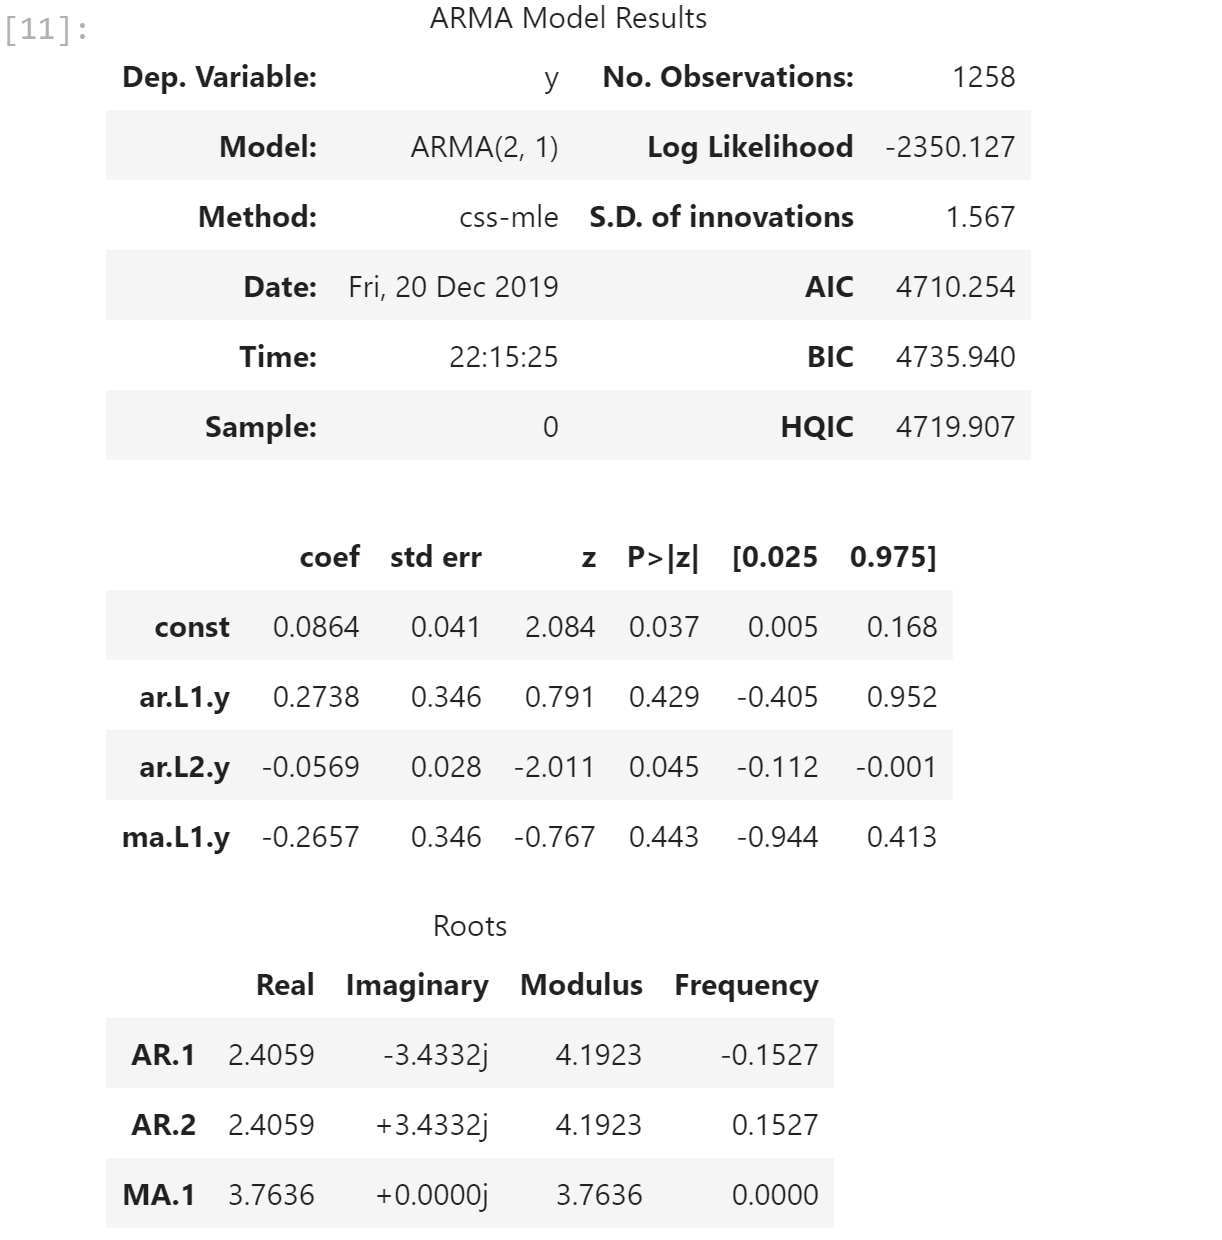 [11]:
ARMA Model Results
Dep. Variable: y No. Observations: 1258
Model: ARMA(2, 1) Log Likelihood -2350.127
Method: css-mle S.D. of innovations 1.567
Date: Fri, 20 Dec 2019 AIC 4710.254
Time: 22:15:25 BIC 4735.940
Sample: 0 HQIC 4719.907
coef std err z P>|z| [0.025 0.975]
const 0.0864 0.041 2.084 0.037 0.005 0.168
ar.L1.y 0.2738 0.346 0.791 0.429 -0.405 0.952
ar.L2.y -0.0569 0.028 -2.011 0.045 -0.112 -0.001
ma.L1.y -0.2657 0.346 -0.767 0.443 -0.944 0.413
Roots
Real Imaginary Modulus Frequency
AR.1 2.4059 -3.4332j 4.1923 -0.1527
AR.2 2.4059 +3.4332j 4.1923 0.1527
MA.1 3.7636 +0.0000j 3.7636 0.0000